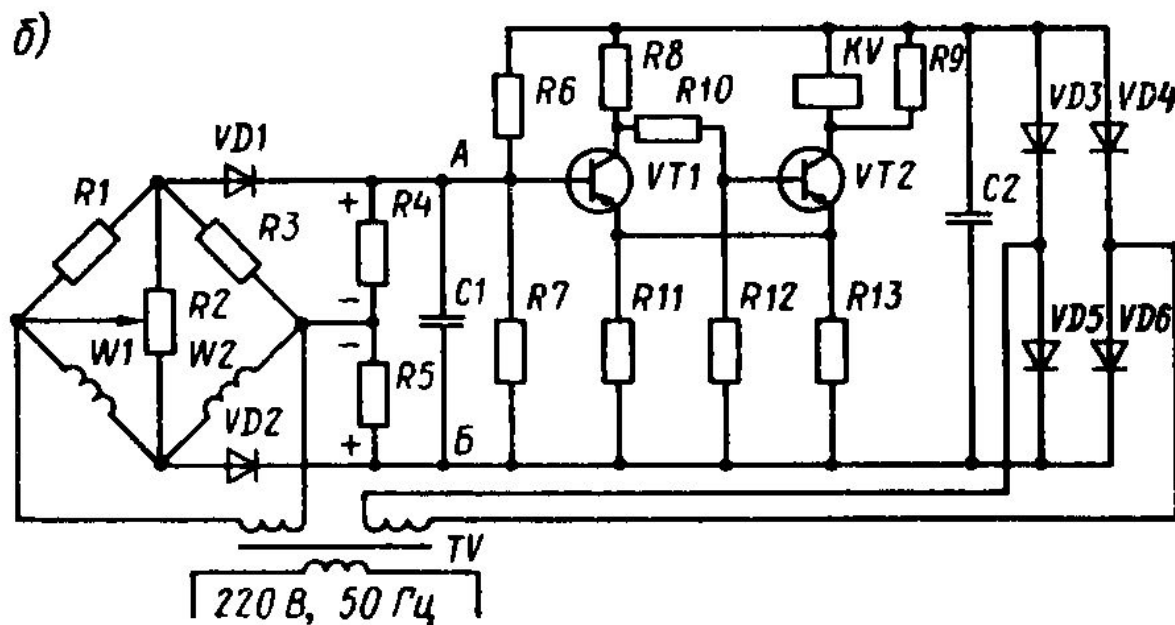 б)
R8
KV
R9
R6
R10
VD3
VD4
VD1
А
VT1
VT2
C2
R1
R3
+
R4
R2
−
C1
R7
R11
R12
R13
W1
W2
−
R5
VD5
VD6
VD2
+
Б
TV
220 В, 50 Гц